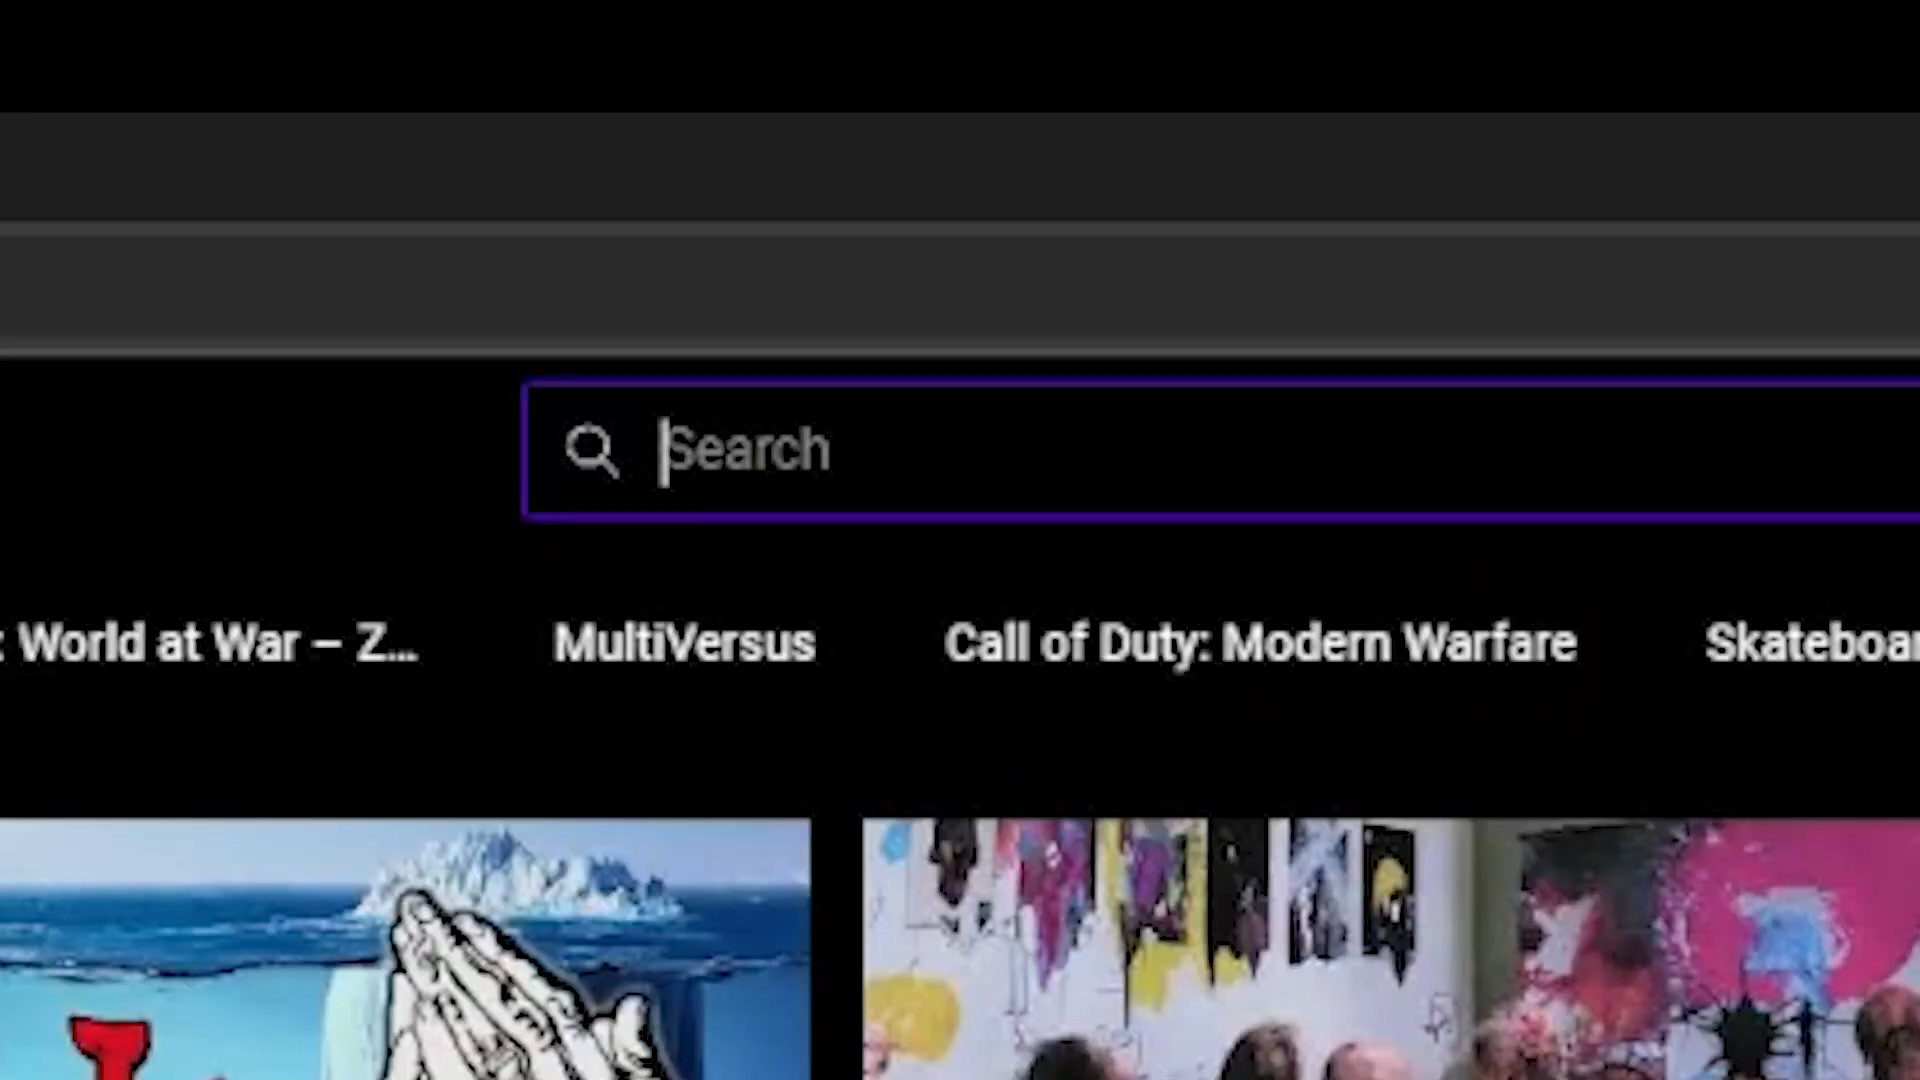 Search
: World at War – Z... MultiVersus Call of Duty: Modern Warfare Skateboar